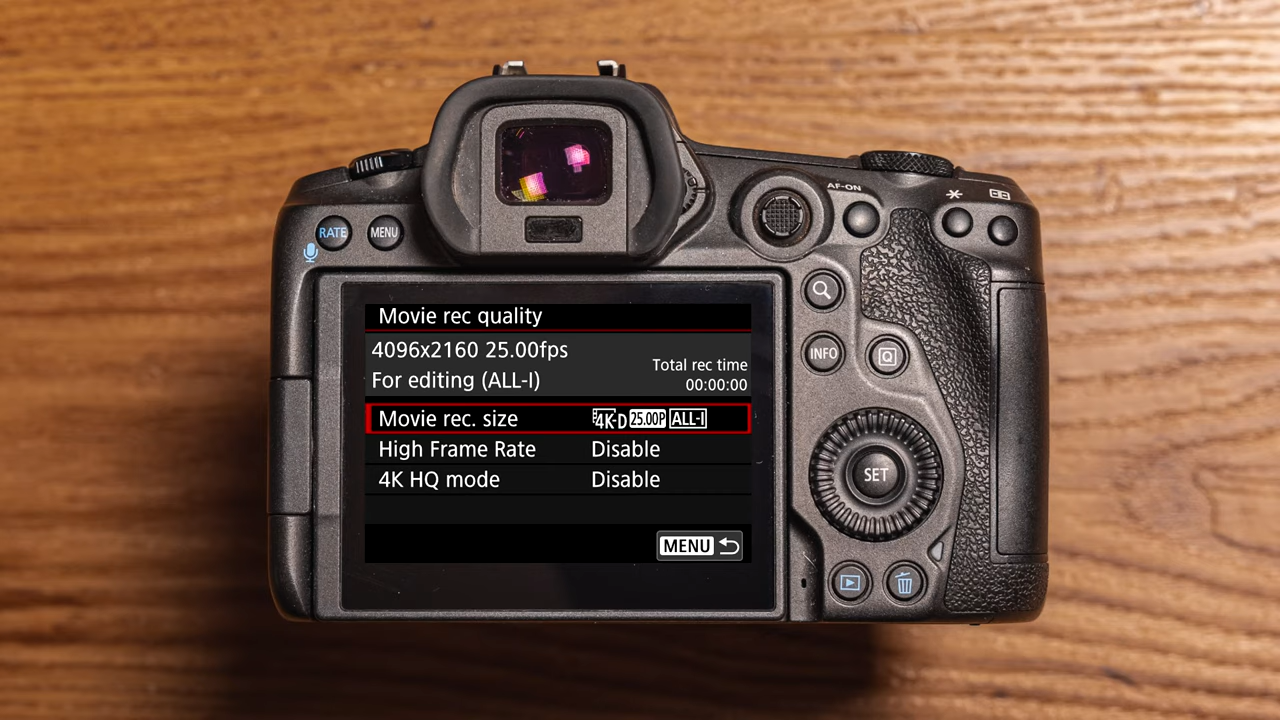 AF-ON
RATE
MENU
Movie rec quality
4096x2160 25.00fps
For editing (ALL-I)
Total rec time
00:00:00
Movie rec. size 4K-D 25.00P ALL-I
High Frame Rate Disable
4K HQ mode Disable
MENU
INFO
Q
SET